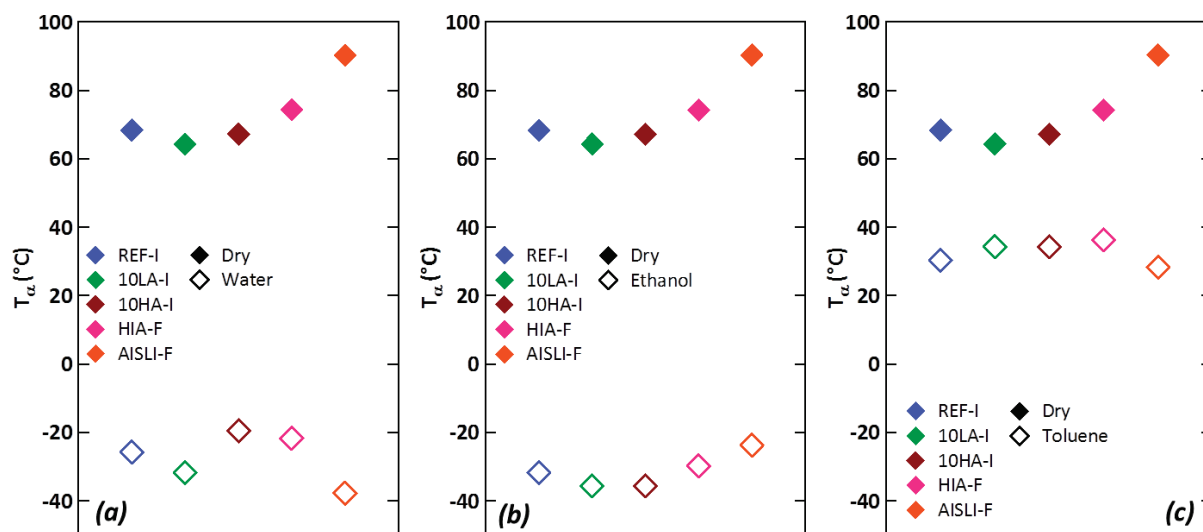 100
80
60
40
20
0
-20
-40
Tα (°C)
REF-I
10LA-I
10HA-I
HIA-F
AISLI-F
Dry
Water
(a)
100
80
60
40
20
0
-20
-40
Tα (°C)
REF-I
10LA-I
10HA-I
HIA-F
AISLI-F
Dry
Ethanol
(b)
100
80
60
40
20
0
-20
-40
Tα (°C)
REF-I
10LA-I
10HA-I
HIA-F
AISLI-F
Dry
Toluene
(c)